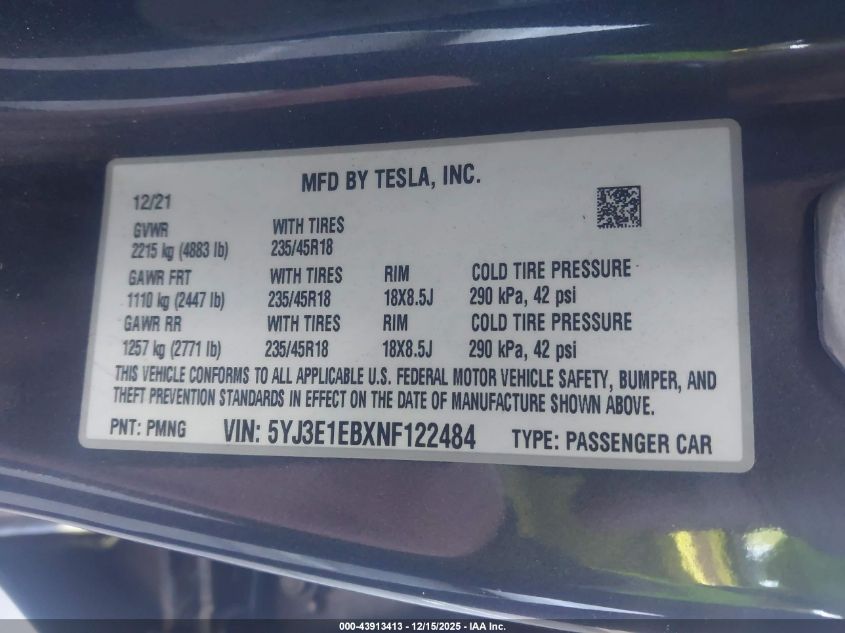 MFD BY TESLA, INC.
12/21
GVWR WITH TIRES
2215 kg (4883 lb) 235/45R18
GAWR FRT WITH TIRES RIM COLD TIRE PRESSURE
1110 kg (2447 lb) 235/45R18 18X8.5J 290 kPa, 42 psi
GAWR RR WITH TIRES RIM COLD TIRE PRESSURE
1257 kg (2771 lb) 235/45R18 18X8.5J 290 kPa, 42 psi
THIS VEHICLE CONFORMS TO ALL APPLICABLE U.S. FEDERAL MOTOR VEHICLE SAFETY, BUMPER, AND
THEFT PREVENTION STANDARDS IN EFFECT ON THE DATE OF MANUFACTURE SHOWN ABOVE.
PNT: PMNG VIN: 5YJ3E1EBXNF122484 TYPE: PASSENGER CAR
000-43913413 - 12/15/2025 - IAA Inc.